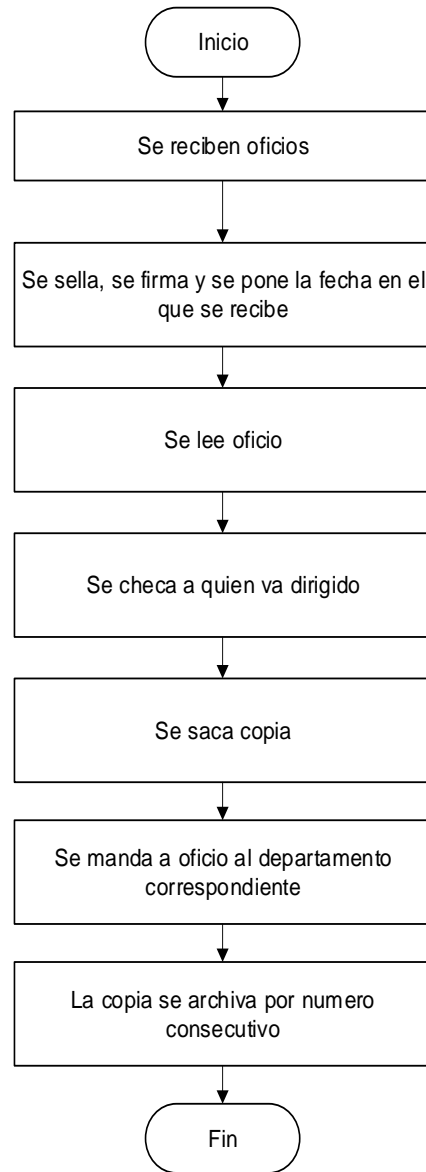 Inicio
Se reciben oficios
Se sella, se firma y se pone la fecha en el
que se recibe
Se lee oficio
Se checa a quien va dirigido
Se saca copia
Se manda a oficio al departamento
correspondiente
La copia se archiva por numero
consecutivo
Fin